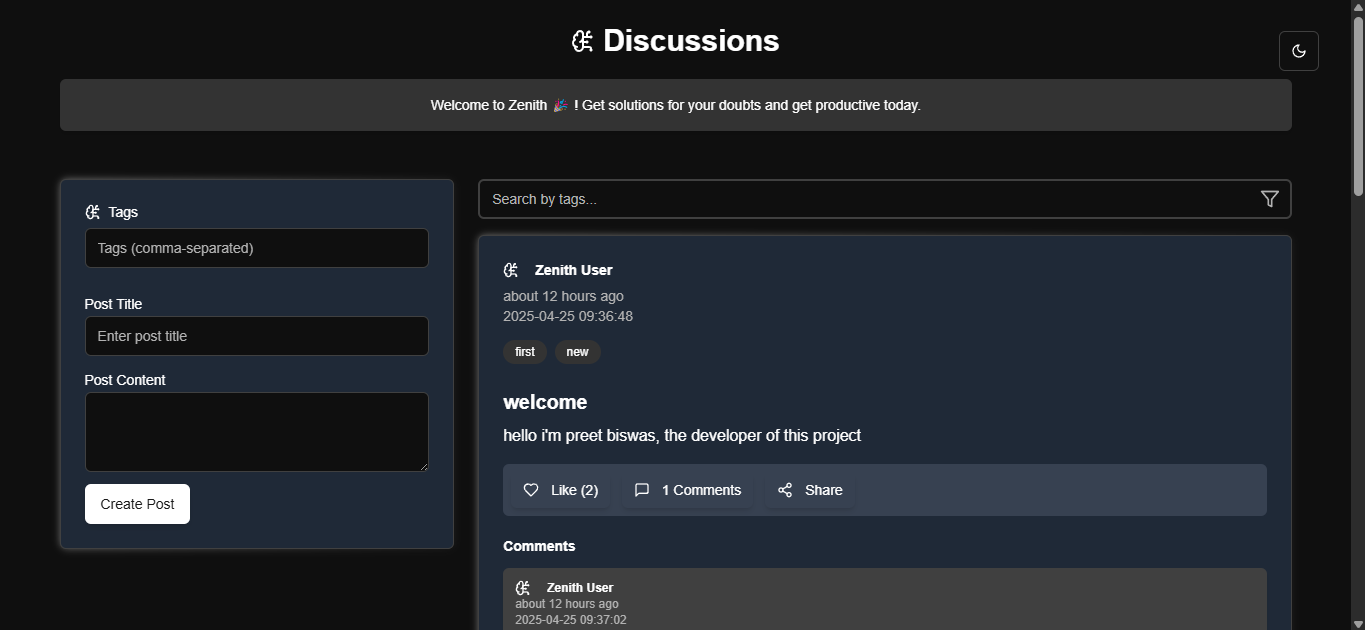 Discussions
Welcome to Zenith 🎉 ! Get solutions for your doubts and get productive today.
Tags
Tags (comma-separated)
Post Title
Enter post title
Post Content
Create Post
Search by tags...
Zenith User
about 12 hours ago
2025-04-25 09:36:48
first new
welcome
hello i'm preet biswas, the developer of this project
Like (2) 1 Comments Share
Comments
Zenith User
about 12 hours ago
2025-04-25 09:37:02